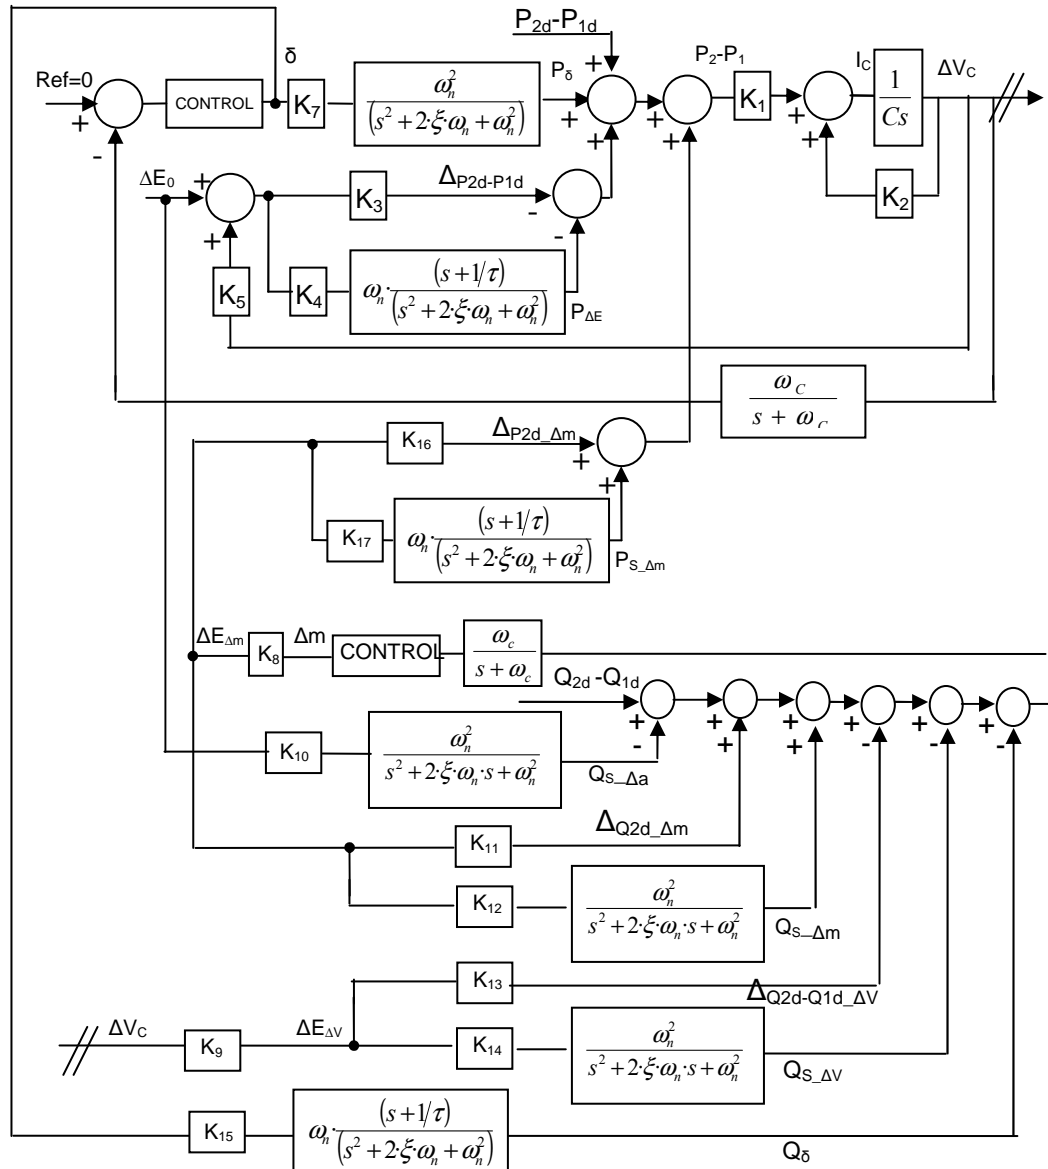 P2d-P1d
δ
Ref=0
+
-
CONTROL
K7
ω_n^2
(s^2+2·ξ·ω_n+ω_n^2)
Pδ
+
+
+
P2-P1
+
+
K1
+
+
IC
1
Cs
ΔVC
K2
ΔE0
+
+
K3
ΔP2d-P1d
-
-
K5
K4
ω_n· (s+1/τ)
(s^2+2·ξ·ω_n+ω_n^2)
PΔE
ω_C
s + ω_C
K16
ΔP2d_Δm
+
+
K17
ω_n· (s+1/τ)
(s^2+2·ξ·ω_n+ω_n^2)
PS_Δm
ΔEΔm
K8
Δm
CONTROL
ω_c
s+ω_c
Q2d -Q1d
+
-
+
+
+
+
+
-
+
-
+
-
K10
ω_n^2
s^2+2·ξ·ω_n·s+ω_n^2
QS_Δa
K11
ΔQ2d_Δm
K12
ω_n^2
s^2+2·ξ·ω_n·s+ω_n^2
QS_Δm
K13
ΔQ2d-Q1d_ΔV
ΔVC
K9
ΔEΔV
K14
ω_n^2
s^2+2·ξ·ω_n·s+ω_n^2
QS_ΔV
K15
ω_n· (s+1/τ)
(s^2+2·ξ·ω_n+ω_n^2)
Qδ